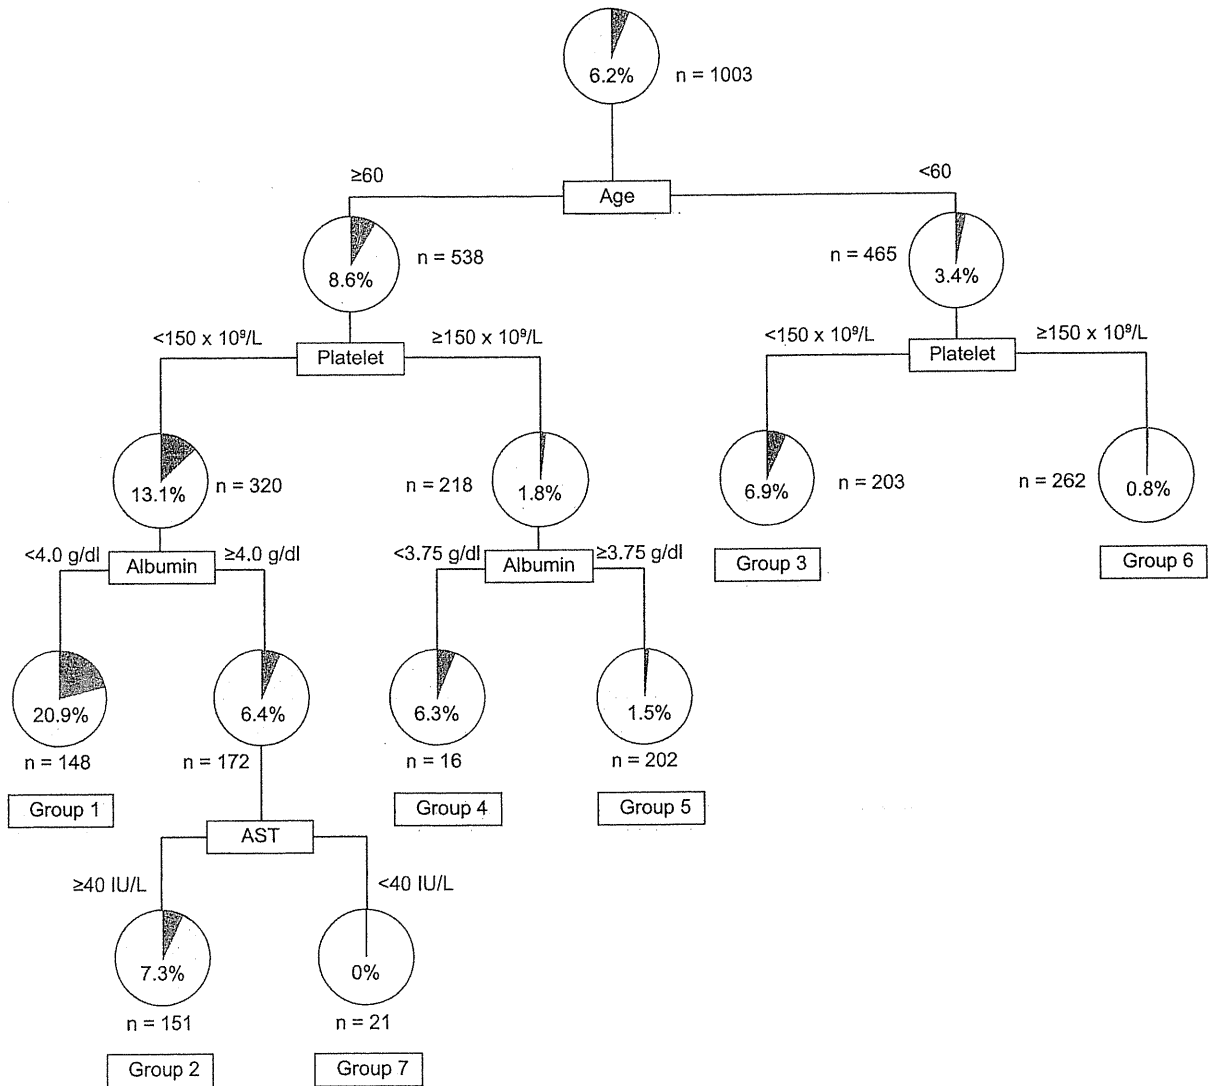 6.2%
n = 1003
≥60
<60
Age
8.6%
n = 538
n = 465
3.4%
<150 x 10⁹/L
≥150 x 10⁹/L
Platelet
<150 x 10⁹/L
≥150 x 10⁹/L
Platelet
13.1%
n = 320
n = 218
1.8%
6.9%
n = 203
n = 262
0.8%
<4.0 g/dl
≥4.0 g/dl
Albumin
<3.75 g/dl
≥3.75 g/dl
Albumin
Group 3
Group 6
20.9%
6.4%
6.3%
1.5%
n = 148
n = 172
n = 16
n = 202
Group 1
Group 4
Group 5
AST
≥40 IU/L
<40 IU/L
7.3%
0%
n = 151
n = 21
Group 2
Group 7